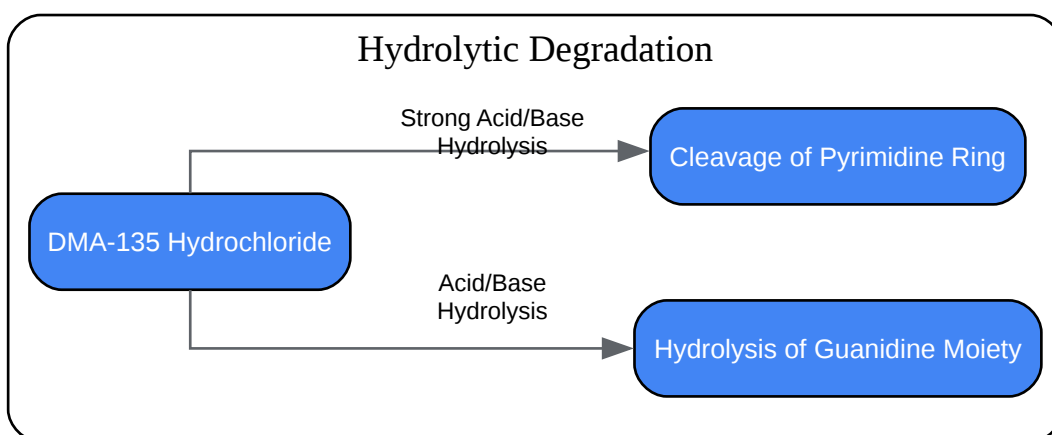 Hydrolytic Degradation
Strong Acid/Base
Hydrolysis
Cleavage of Pyrimidine Ring
DMA-135 Hydrochloride
Acid/Base
Hydrolysis
Hydrolysis of Guanidine Moiety